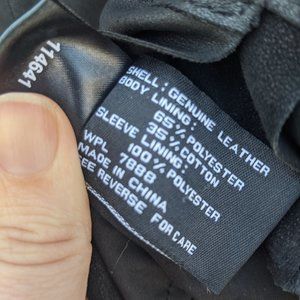 114641
SHELL: GENUINE LEATHER
BODY LINING:
65% POLYESTER
35% COTTON
SLEEVE LINING:
100% POLYESTER
WPL 7888
MADE IN CHINA
SEE REVERSE FOR CARE